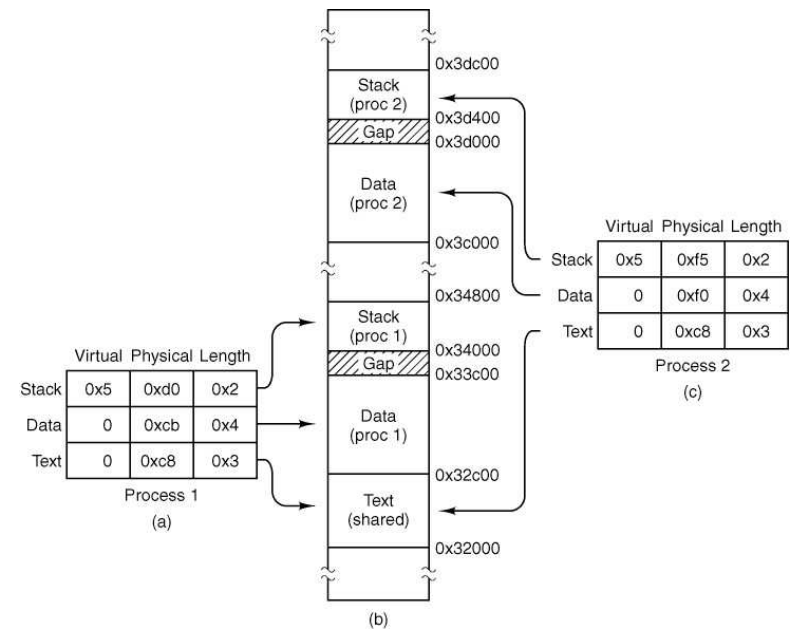 0x3dc00
Stack
(proc 2)
0x3d400
Gap
0x3d000
Data
(proc 2)
0x3c000
0x34800
Stack
(proc 1)
0x34000
Gap
0x33c00
Data
(proc 1)
0x32c00
Text
(shared)
0x32000
(b)
Virtual Physical Length
Stack 0x5 0xd0 0x2
Data 0 0xcb 0x4
Text 0 0xc8 0x3
Process 1
(a)
Virtual Physical Length
Stack 0x5 0xf5 0x2
Data 0 0xf0 0x4
Text 0 0xc8 0x3
Process 2
(c)